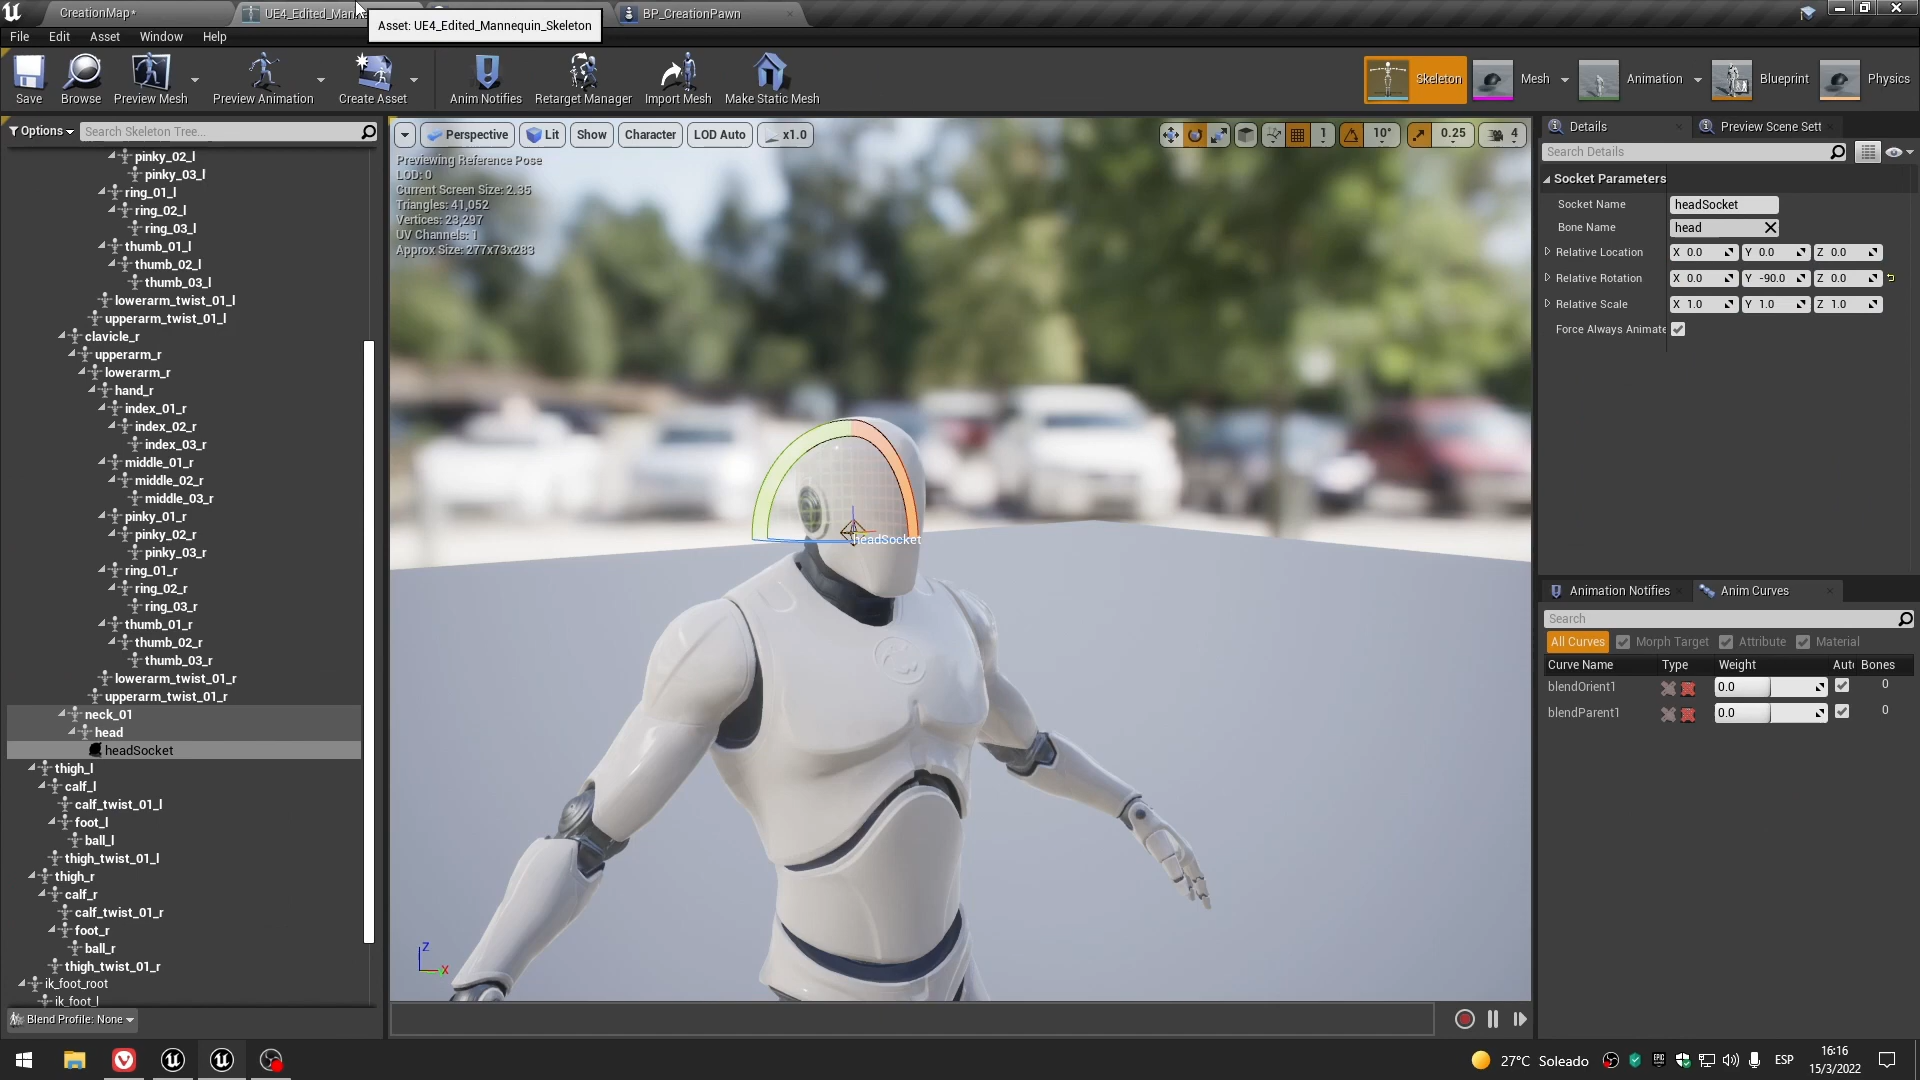 CreationMap*
UE4_Edited_Man
BP_CreationPawn
Asset: UE4_Edited_Mannequin_Skeleton
File Edit Asset Window Help
Save Browse Preview Mesh Preview Animation Create Asset Anim Notifies Retarget Manager Import Mesh Make Static Mesh
Skeleton Mesh Animation Blueprint Physics
Options Search Skeleton Tree...
pinky_02_l
pinky_03_l
ring_01_l
ring_02_l
ring_03_l
thumb_01_l
thumb_02_l
thumb_03_l
lowerarm_twist_01_l
upperarm_twist_01_l
clavicle_r
upperarm_r
lowerarm_r
hand_r
index_01_r
index_02_r
index_03_r
middle_01_r
middle_02_r
middle_03_r
pinky_01_r
pinky_02_r
pinky_03_r
ring_01_r
ring_02_r
ring_03_r
thumb_01_r
thumb_02_r
thumb_03_r
lowerarm_twist_01_r
upperarm_twist_01_r
neck_01
head
headSocket
thigh_l
calf_l
calf_twist_01_l
foot_l
ball_l
thigh_twist_01_l
thigh_r
calf_r
calf_twist_01_r
foot_r
ball_r
thigh_twist_01_r
ik_foot_root
ik_foot_l
Blend Profile: None
Perspective Lit Show Character LOD Auto x1.0
1 10° 0.25 4
Previewing Reference Pose
LOD: 0
Current Screen Size: 2.35
Triangles: 41,052
Vertices: 23,297
UV Channels: 1
Approx Size: 277x73x283
headSocket
Z
X
Details Preview Scene Sett
Search Details
Socket Parameters
Socket Name headSocket
Bone Name head
Relative Location X 0.0 Y 0.0 Z 0.0
Relative Rotation X 0.0 Y -90.0 Z 0.0
Relative Scale X 1.0 Y 1.0 Z 1.0
Force Always Animate
Animation Notifies Anim Curves
Search
All Curves Morph Target Attribute Material
Curve Name Type Weight Auto Bones
blendOrient1 0.0 0
blendParent1 0.0 0
27°C Soleado ESP
16:16
15/3/2022